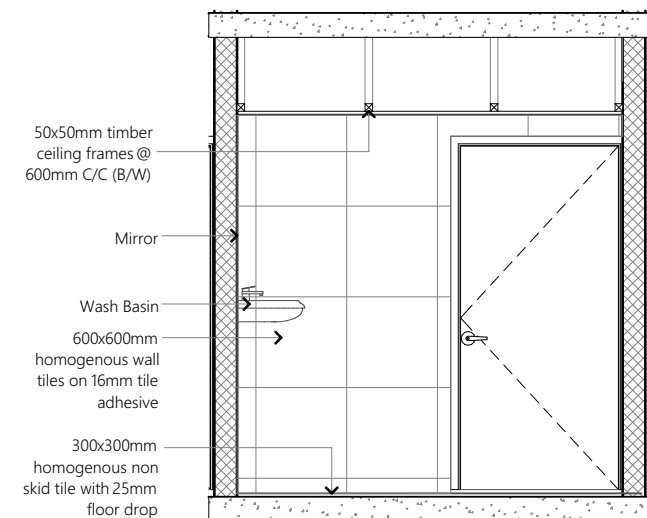 50x50mm timber
ceiling frames @
600mm C/C (B/W)
Mirror
Wash Basin
600x600mm
homogenous wall
tiles on 16mm tile
adhesive
300x300mm
homogenous non
skid tile with 25mm
floor drop